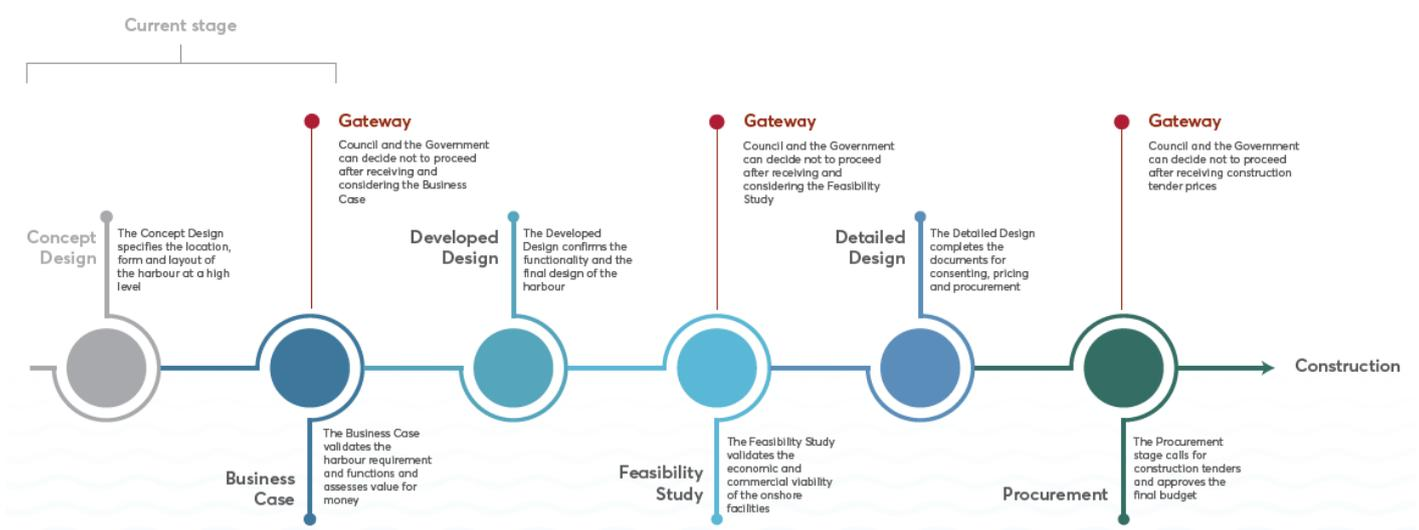 Current stage
Gateway
Council and the Government
can decide not to proceed
after receiving and
considering the Business
Case
Gateway
Council and the Government
can decide not to proceed
after receiving and
considering the Feasibility
Study
Gateway
Council and the Government
can decide not to proceed
after receiving construction
tender prices
Concept
Design
The Concept Design
specifies the location,
form and layout of
the harbour at a high
level
Developed
Design
The Developed
Design confirms the
functionality and the
final design of the
harbour
Detailed
Design
The Detailed Design
completes the
documents for
consenting, pricing
and procurement
Construction
Business
Case
The Business Case
validates the
harbour requirement
and functions and
assesses value for
money
Feasibility
Study
The Feasibility Study
validates the
economic and
commercial viability
of the onshore
facilities
Procurement
The Procurement
stage calls for
construction tenders
and approves the
final budget